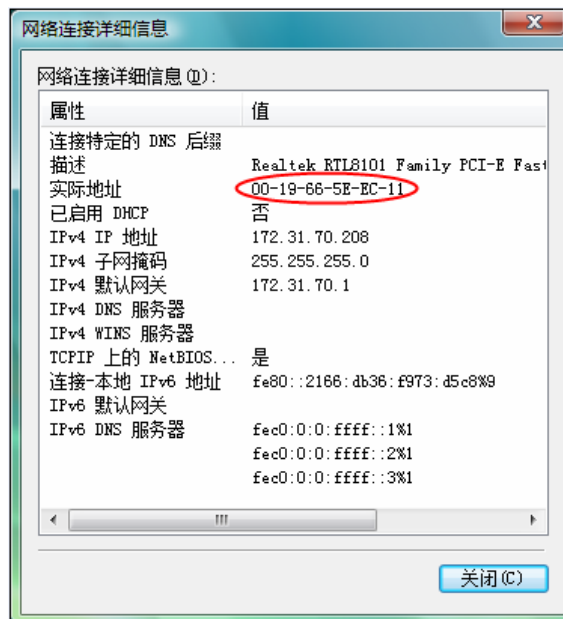 网络连接详细信息
网络连接详细信息(D):
属性 值
连接特定的 DNS 后缀
描述 Realtek RTL8101 Family PCI-E Fast
实际地址 00-19-66-5E-EC-11
已启用 DHCP 否
IPv4 IP 地址 172.31.70.208
IPv4 子网掩码 255.255.255.0
IPv4 默认网关 172.31.70.1
IPv4 DNS 服务器
IPv4 WINS 服务器
TCPIP 上的 NetBIOS... 是
连接-本地 IPv6 地址 fe80::2166:db36:f973:d5c8%9
IPv6 默认网关
IPv6 DNS 服务器 fec0:0:0:ffff::1%1
fec0:0:0:ffff::2%1
fec0:0:0:ffff::3%1
关闭(C)